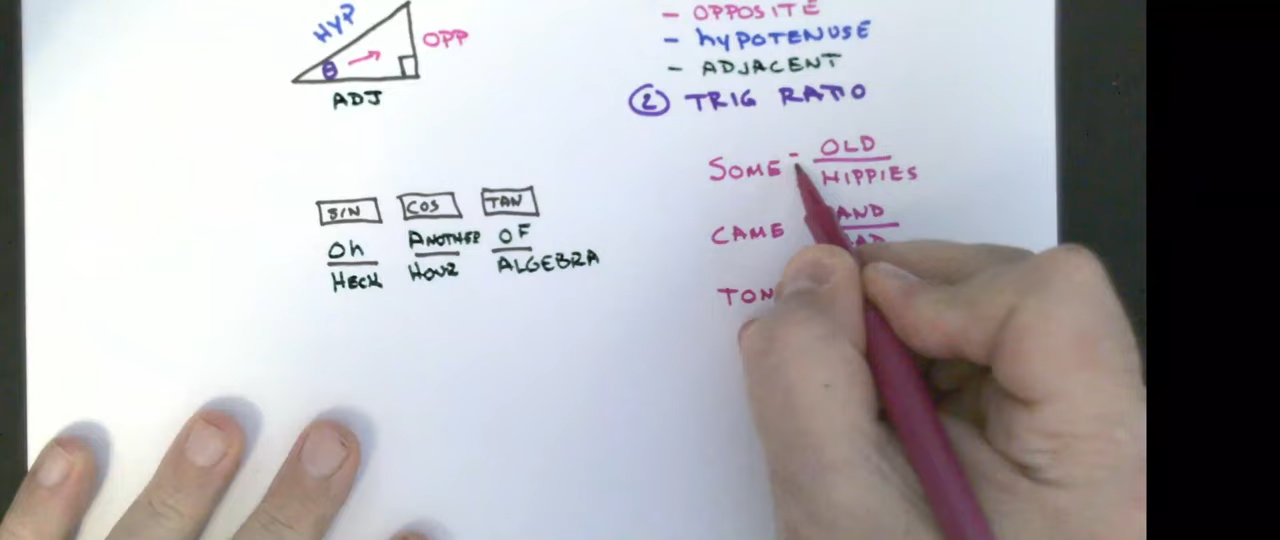 HYP
OPP
θ
ADJ
- OPPOSITE
- hYPOTENUSE
- ADJACENT
② TRIG RATIO
SIN COS TAN
Oh ANOTHER OF
HECK HOUR ALGEBRA
SOME - OLD
HIPPIES
CAME AND
TON